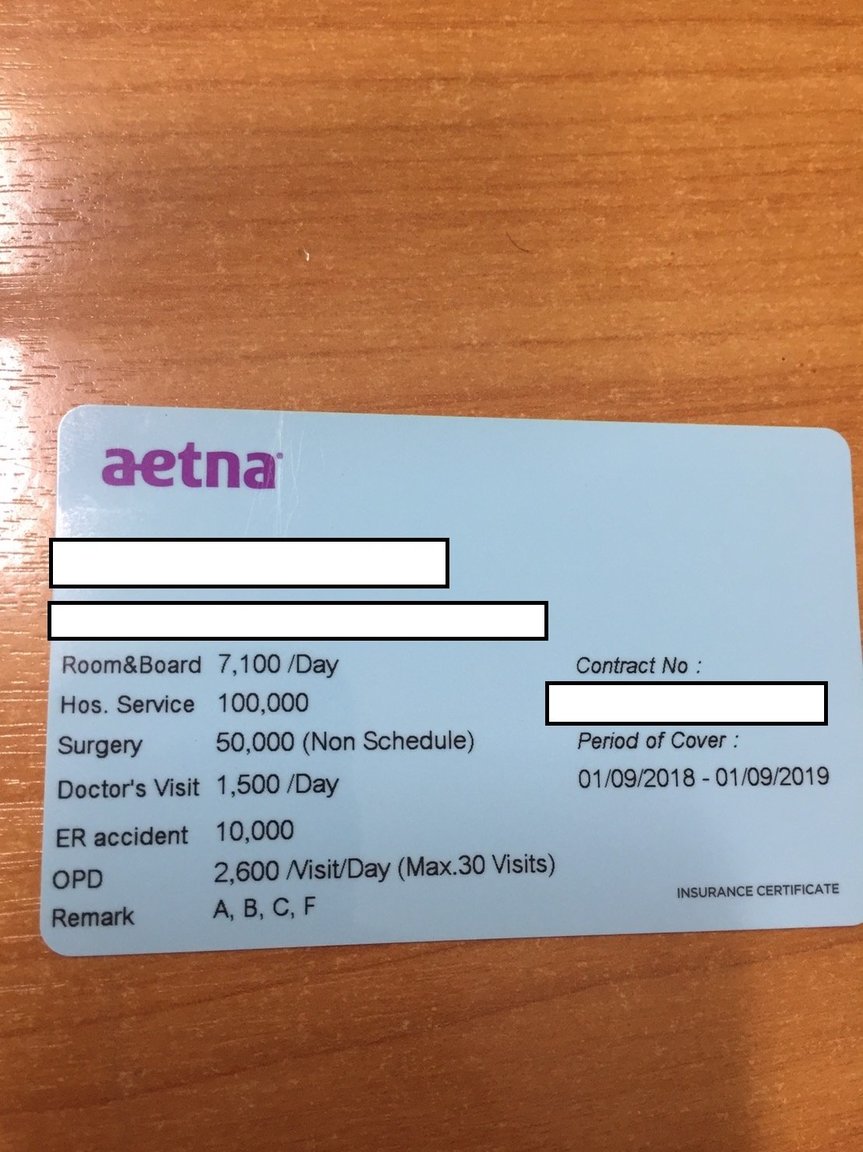 aetna
Room&Board 7,100 /Day
Contract No :
Hos. Service 100,000
Surgery 50,000 (Non Schedule)
Period of Cover :
Doctor's Visit 1,500 /Day
01/09/2018 - 01/09/2019
ER accident 10,000
OPD 2,600 /Visit/Day (Max.30 Visits)
INSURANCE CERTIFICATE
Remark A, B, C, F